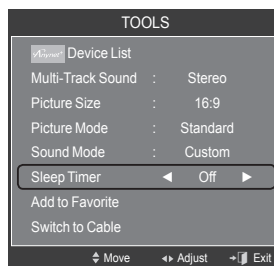 TOOLS
Anynet+ Device List
Multi-Track Sound : Stereo
Picture Size : 16:9
Picture Mode : Standard
Sound Mode : Custom
Sleep Timer ◄ Off ►
Add to Favorite
Switch to Cable
Move Adjust Exit